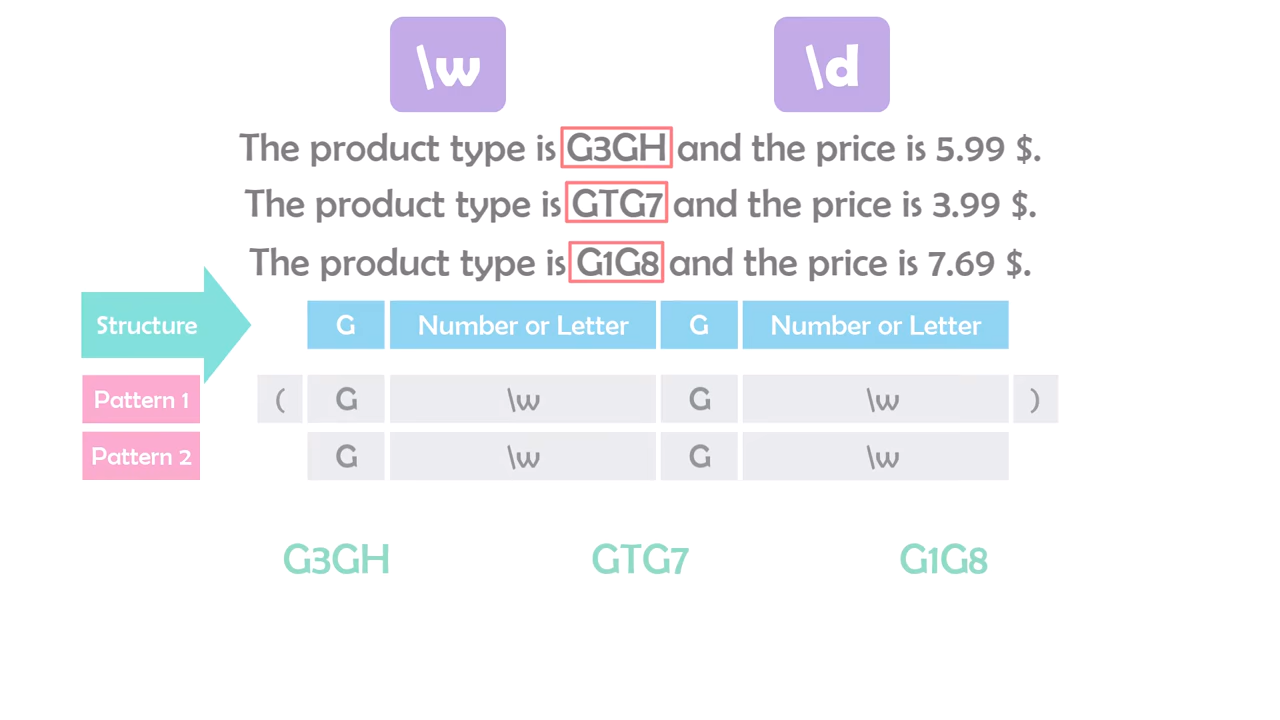 \w \d
The product type is G3GH and the price is 5.99 $.
The product type is GTG7 and the price is 3.99 $.
The product type is G1G8 and the price is 7.69 $.
Structure G Number or Letter G Number or Letter
Pattern 1 ( G \w G \w )
Pattern 2 G \w G \w
G3GH GTG7 G1G8